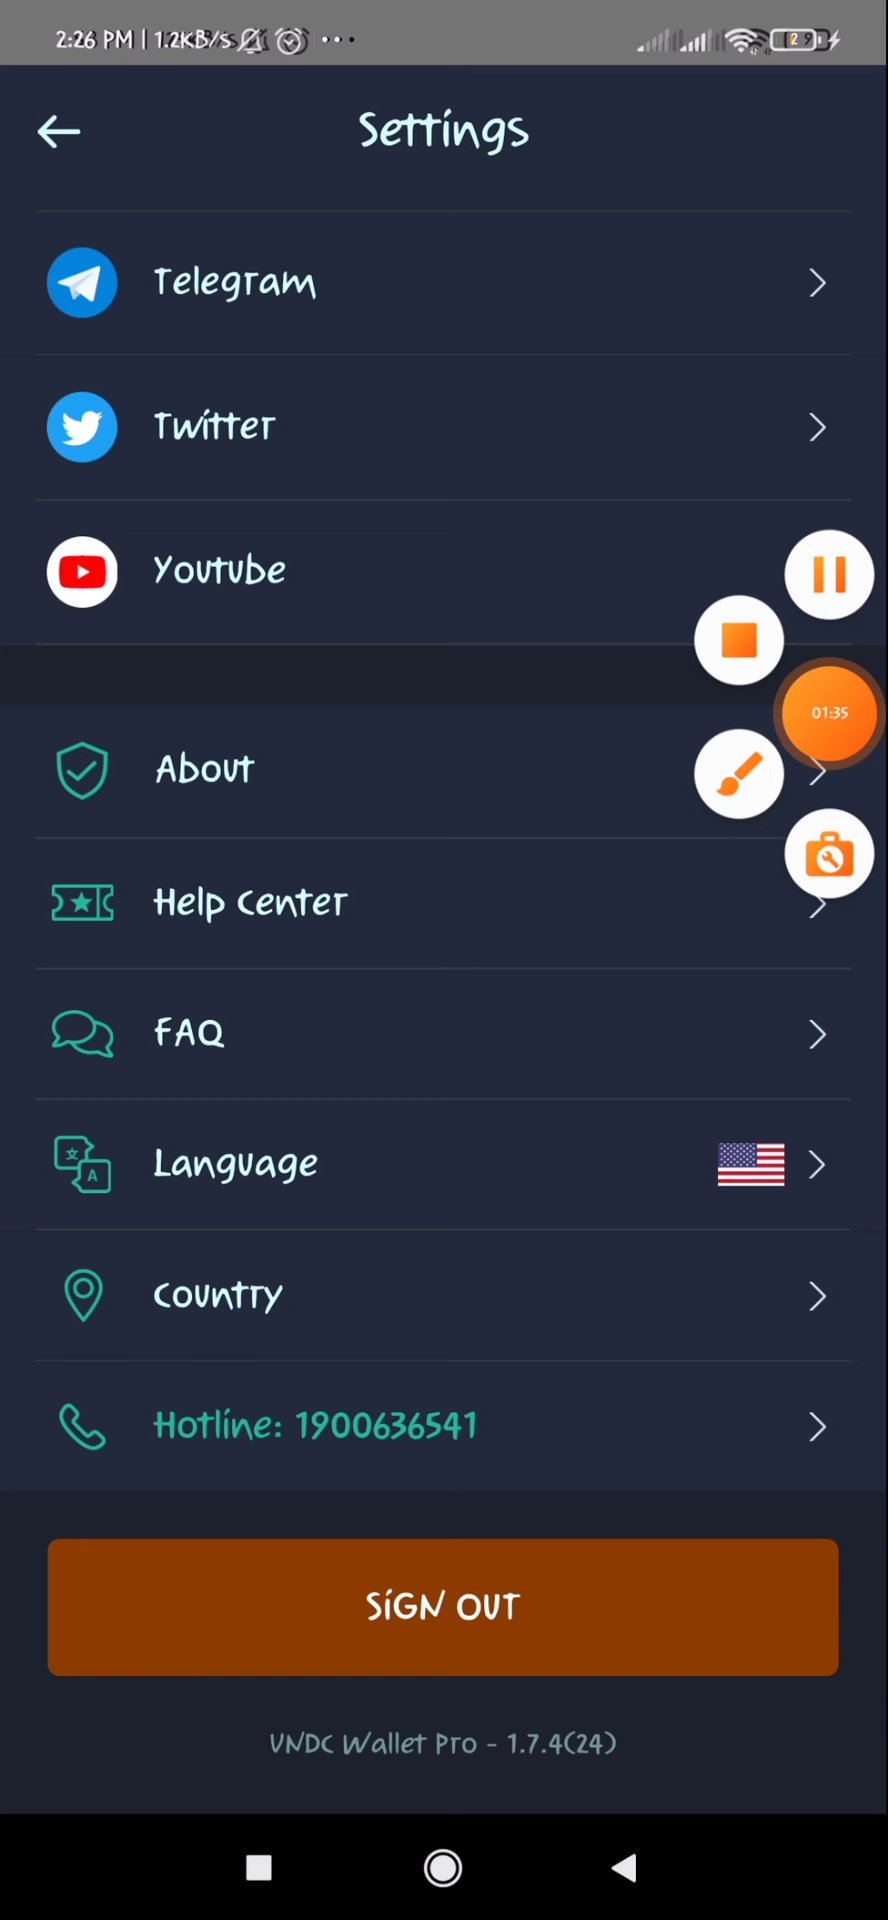 2:26 PM | 1.2KB/s
Settings
Telegram
Twitter
Youtube
01:35
About
Help Center
FAQ
Language
Country
Hotline: 1900636541
SIGN OUT
VNDC Wallet Pro - 1.7.4(24)